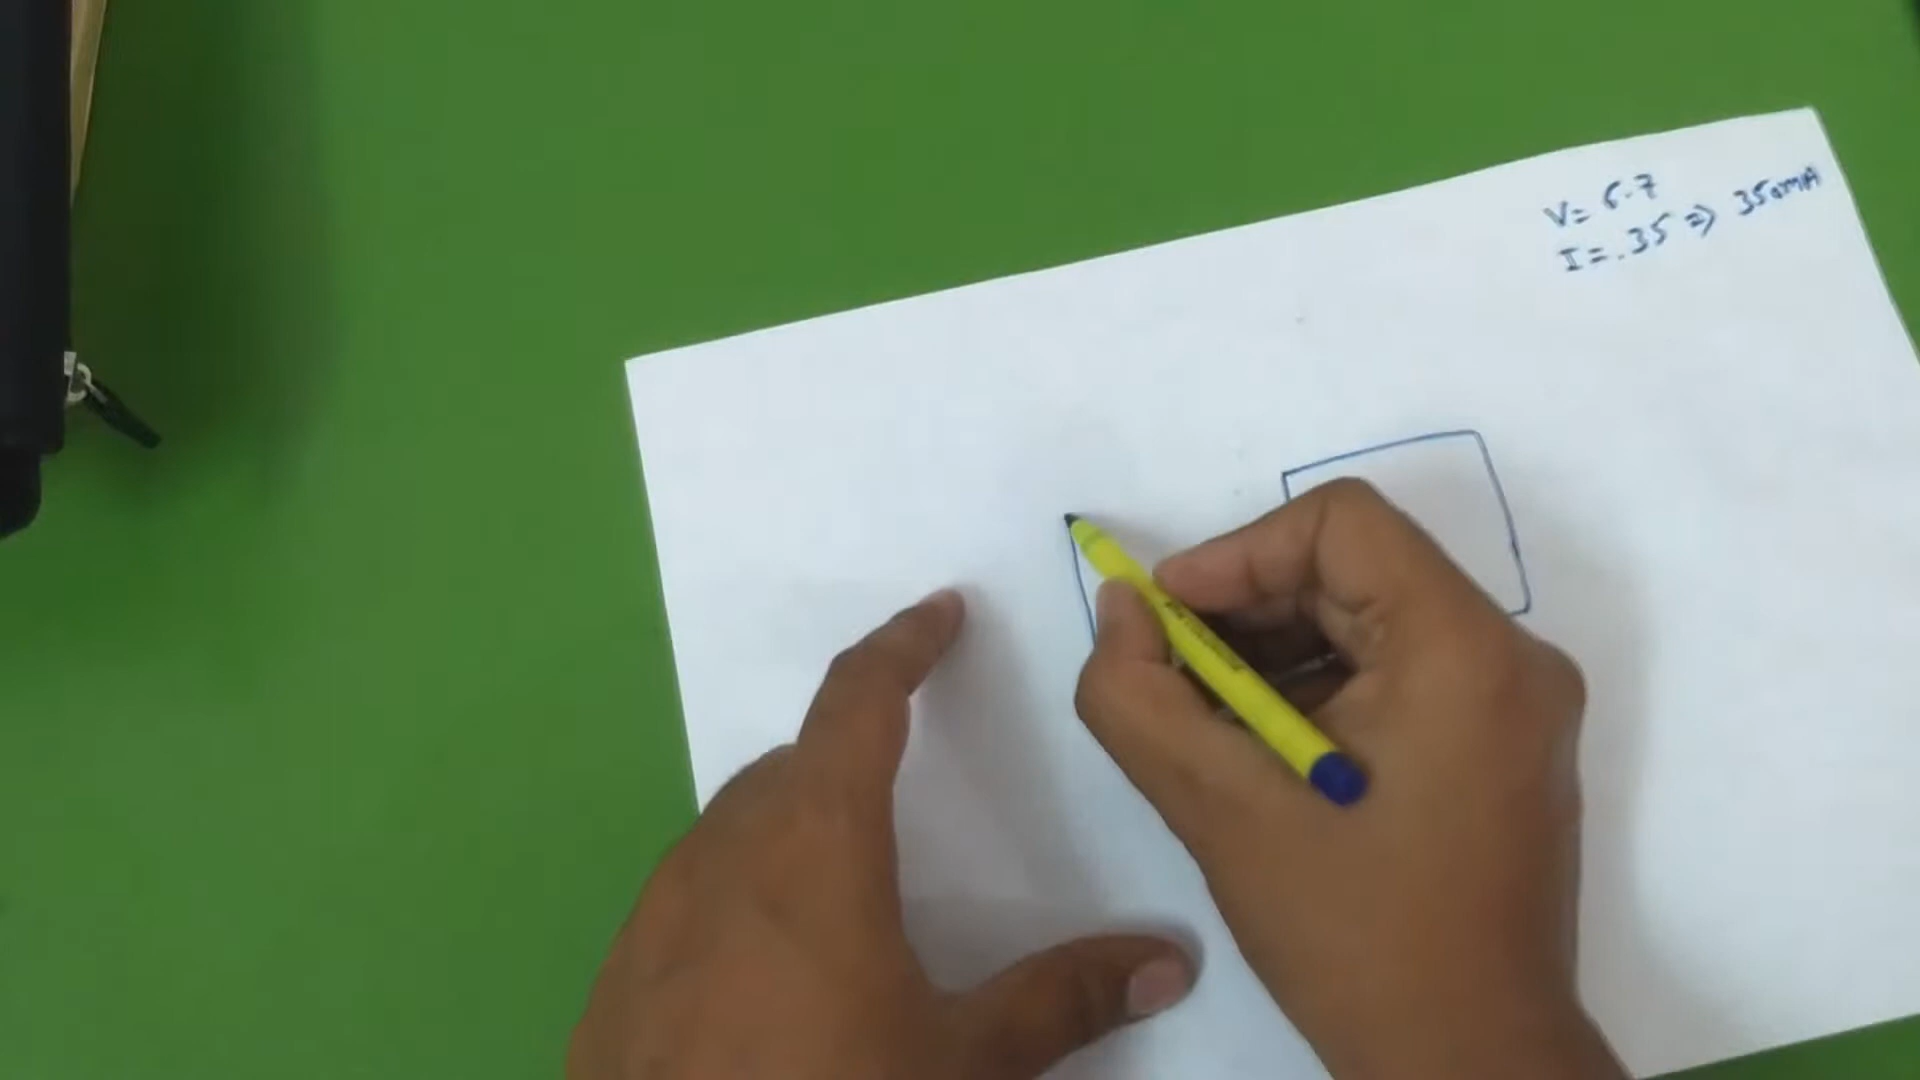 V= 6.7
I = .35 => 350mA